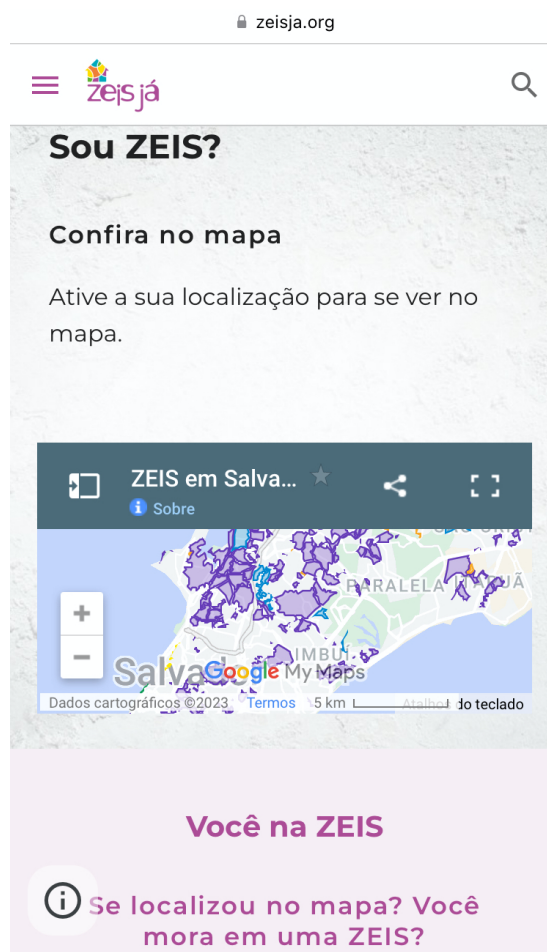 zeisja.org
zeis já
Sou ZEIS?
Confira no mapa
Ative a sua localização para se ver no
mapa.
ZEIS em Salva...
Sobre
PARALELA
IMBUÍ
Google My Maps
Dados cartográficos ©2023 Termos 5 km Atalhos do teclado
Você na ZEIS
Se localizou no mapa? Você
mora em uma ZEIS?